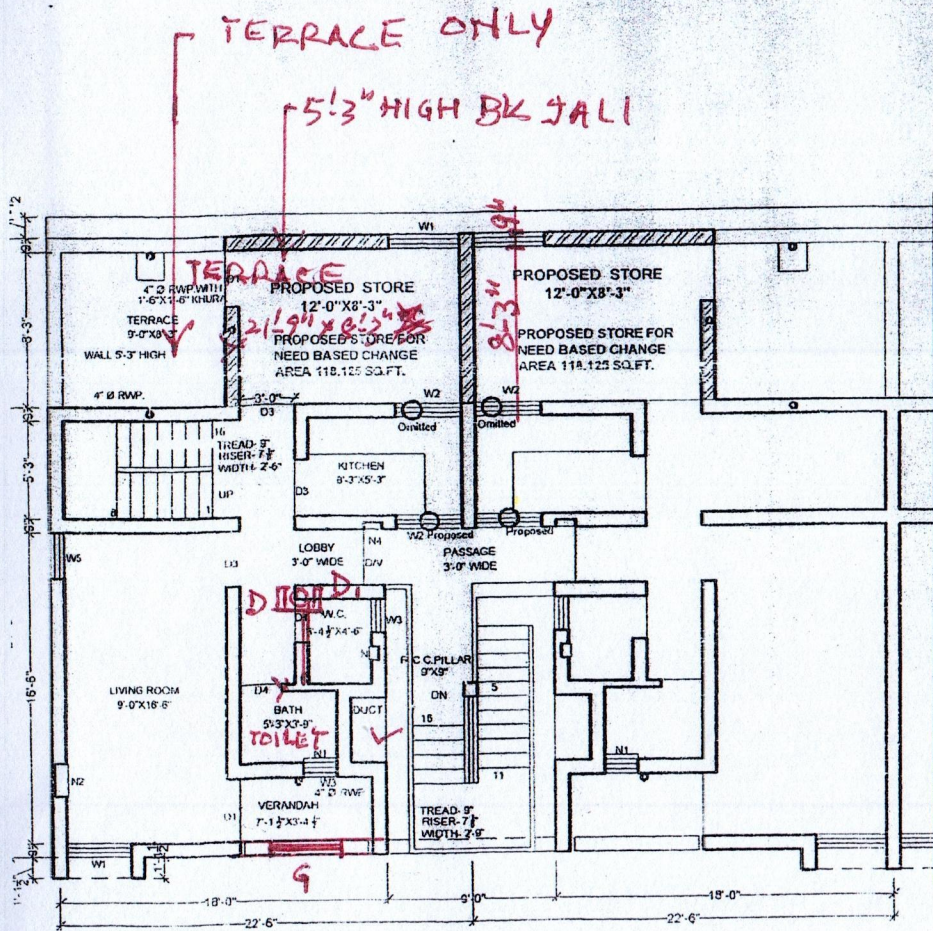 TERRACE ONLY
5'.3" HIGH BK JALI
W1
9"
TERRACE
4" Ø RWP.WITH
1'-6"X1'-6" KHURA
TERRACE
9'-0"X8'-3"
WALL 5'-3" HIGH
4" Ø RWP.
PROPOSED STORE
12'-0"X8'-3"
21'-9" x 8'-3"
PROPOSED STORE FOR
NEED BASED CHANGE
AREA 118.125 SQ.FT.
PROPOSED STORE
12'-0"X8'-3"
8'-3"
PROPOSED STORE FOR
NEED BASED CHANGE
AREA 118.125 SQ.FT.
8'-3"
3'-0"
D3
W2
Omitted
W2
Omitted
16
TREAD- 9"
RISER- 7½"
WIDTH- 2'-6"
UP
8
1
5'-3"
KITCHEN
8'-3"X5'-3"
D3
W2 Proposed
Proposed
W5
D3
LOBBY
3'-0" WIDE
N4
D/V
PASSAGE
3'-0" WIDE
D
D1
W.C.
W3
N
R.C.C.PILLAR
9"X9"
DN
5
15
11
16'-6"
LIVING ROOM
9'-0"X16'-6"
D4
BATH
5'-3"X3'-9"
TOILET
DUCT
N1
W3
4" Ø RWP
N1
N2
VERANDAH
7'-1½"X3'-4½"
D1
TREAD- 9"
RISER- 7½"
WIDTH- 2'-9"
W1
G
18'-0"
9'-0"
18'-0"
22'-6"
22'-6"